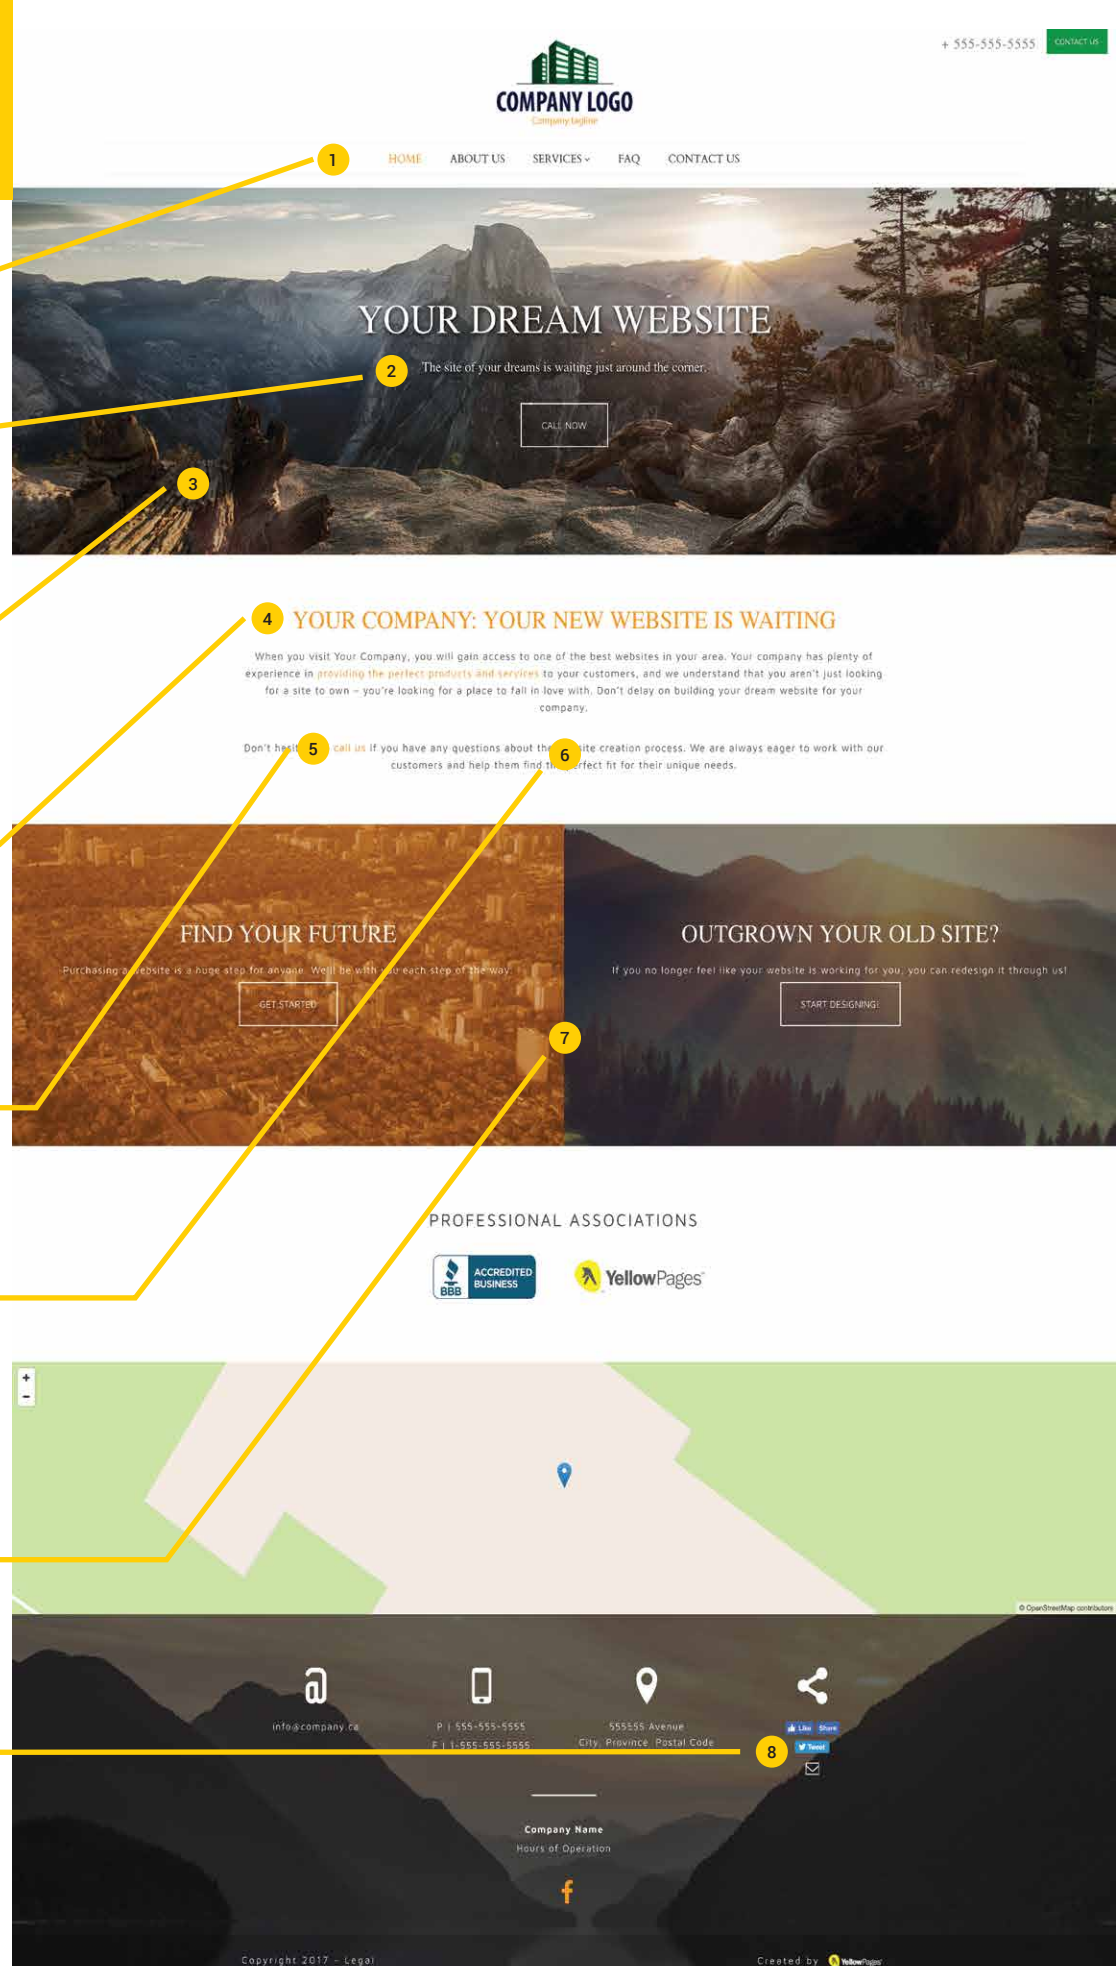 + 555-555-5555
CONTACT US
COMPANY LOGO
Company tagline
1
HOME ABOUT US SERVICES FAQ CONTACT US
YOUR DREAM WEBSITE
2
The site of your dreams is waiting just around the corner.
CALL NOW
3
4
YOUR COMPANY: YOUR NEW WEBSITE IS WAITING
When you visit Your Company, you will gain access to one of the best websites in your area. Your company has plenty of
experience in providing the perfect products and services to your customers, and we understand that you aren't just looking
for a site to own – you're looking for a place to fall in love with. Don't delay on building your dream website for your
company.
Don't hesit 5 call us if you have any questions about the site creation process. We are always eager to work with our
6
customers and help them find th rfect fit for their unique needs.
FIND YOUR FUTURE
Purchasing a website is a huge step for anyone. We'll be with you each step of the way.
GET STARTED
OUTGROWN YOUR OLD SITE?
If you no longer feel like your website is working for you, you can redesign it through us!
START DESIGNING!
7
PROFESSIONAL ASSOCIATIONS
BBB
ACCREDITED
BUSINESS
YellowPages™
+
−
© OpenStreetMap contributors
info@company.ca
P | 555-555-5555
F | 1-555-555-5555
555555 Avenue
City, Province, Postal Code
Like Share
8
Tweet
Company Name
Hours of Operation
Copyright 2017 – Legal
Created by YellowPages